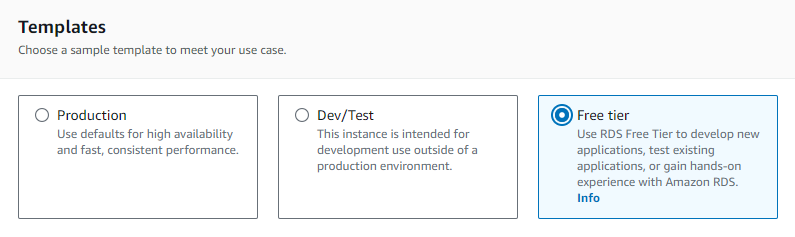 Templates
Choose a sample template to meet your use case.
Production
Use defaults for high availability
and fast, consistent performance.
Dev/Test
This instance is intended for
development use outside of a
production environment.
Free tier
Use RDS Free Tier to develop new
applications, test existing
applications, or gain hands-on
experience with Amazon RDS.
Info